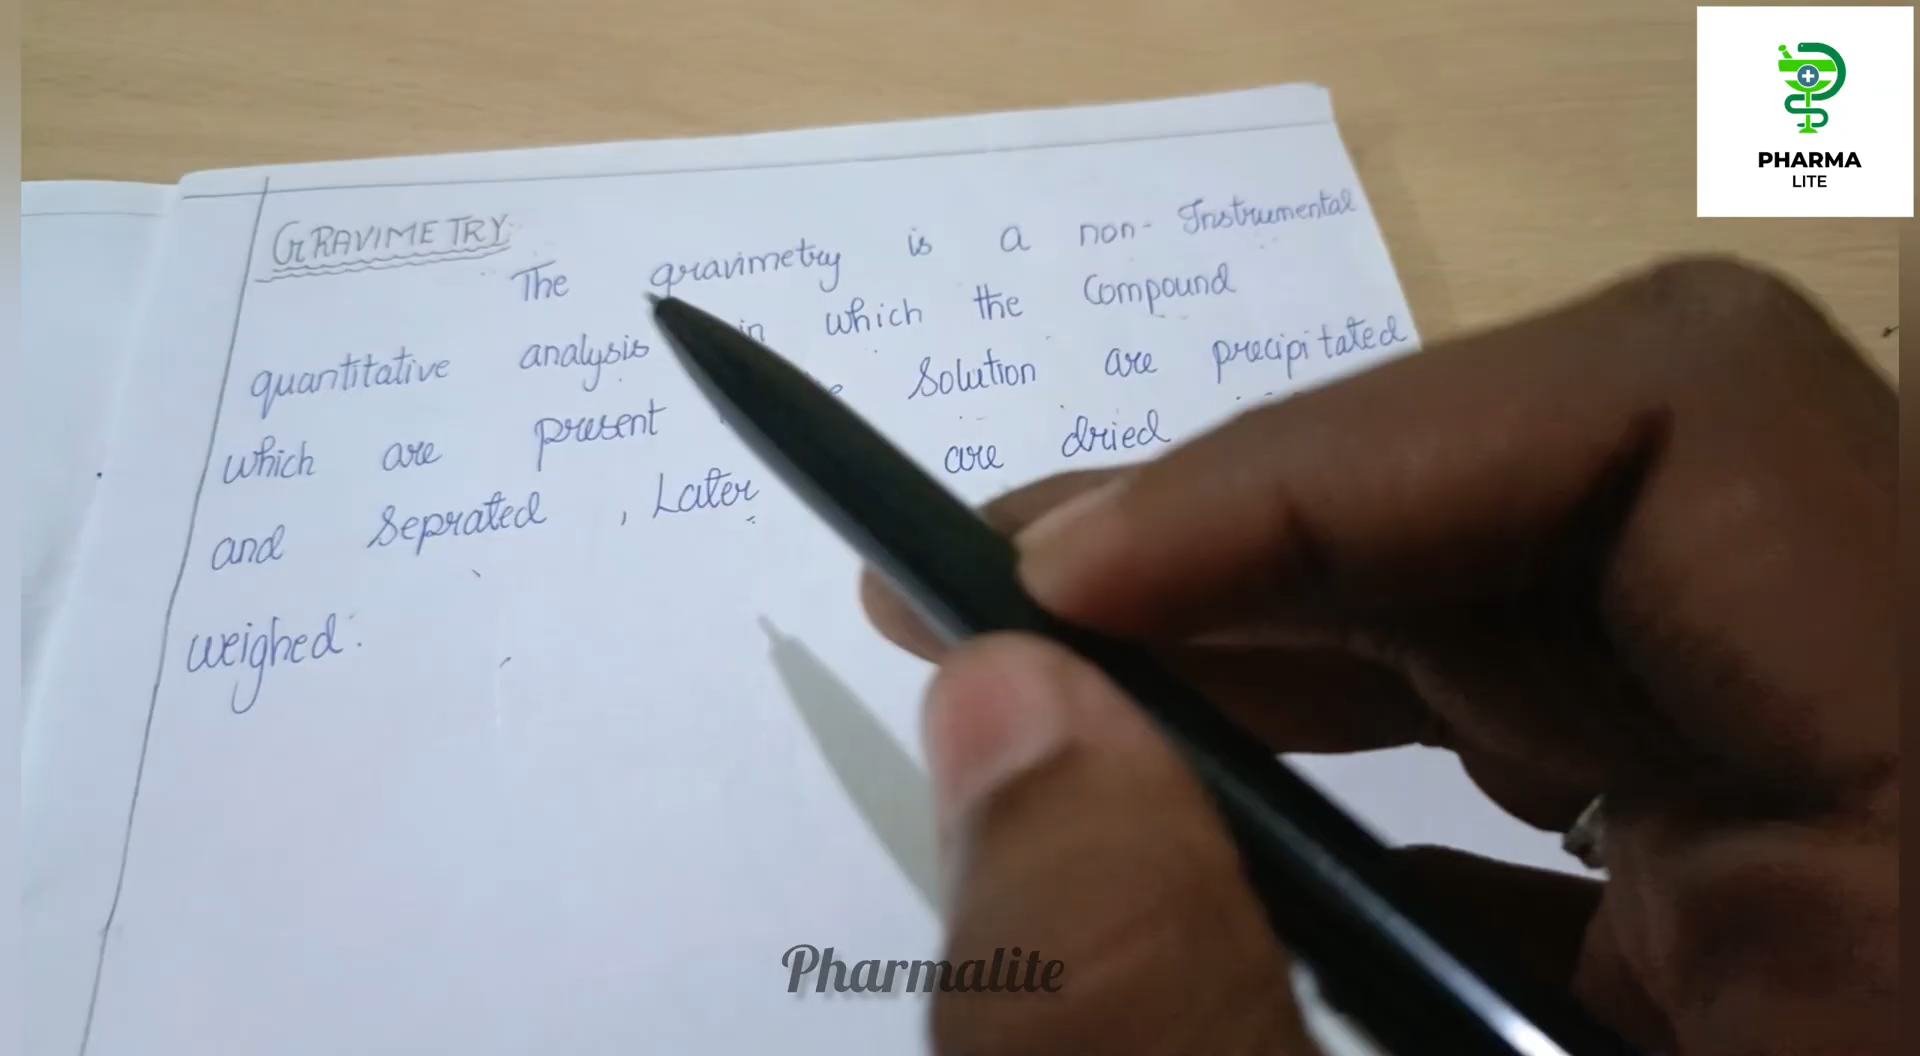 PHARMA
LITE
GRAVIMETRY
The gravimetry is a non-Instrumental
quantitative analysis in which the Compound
which are present Solution are precipitated
and Seprated , Later are dried
weighed.
Pharmalite